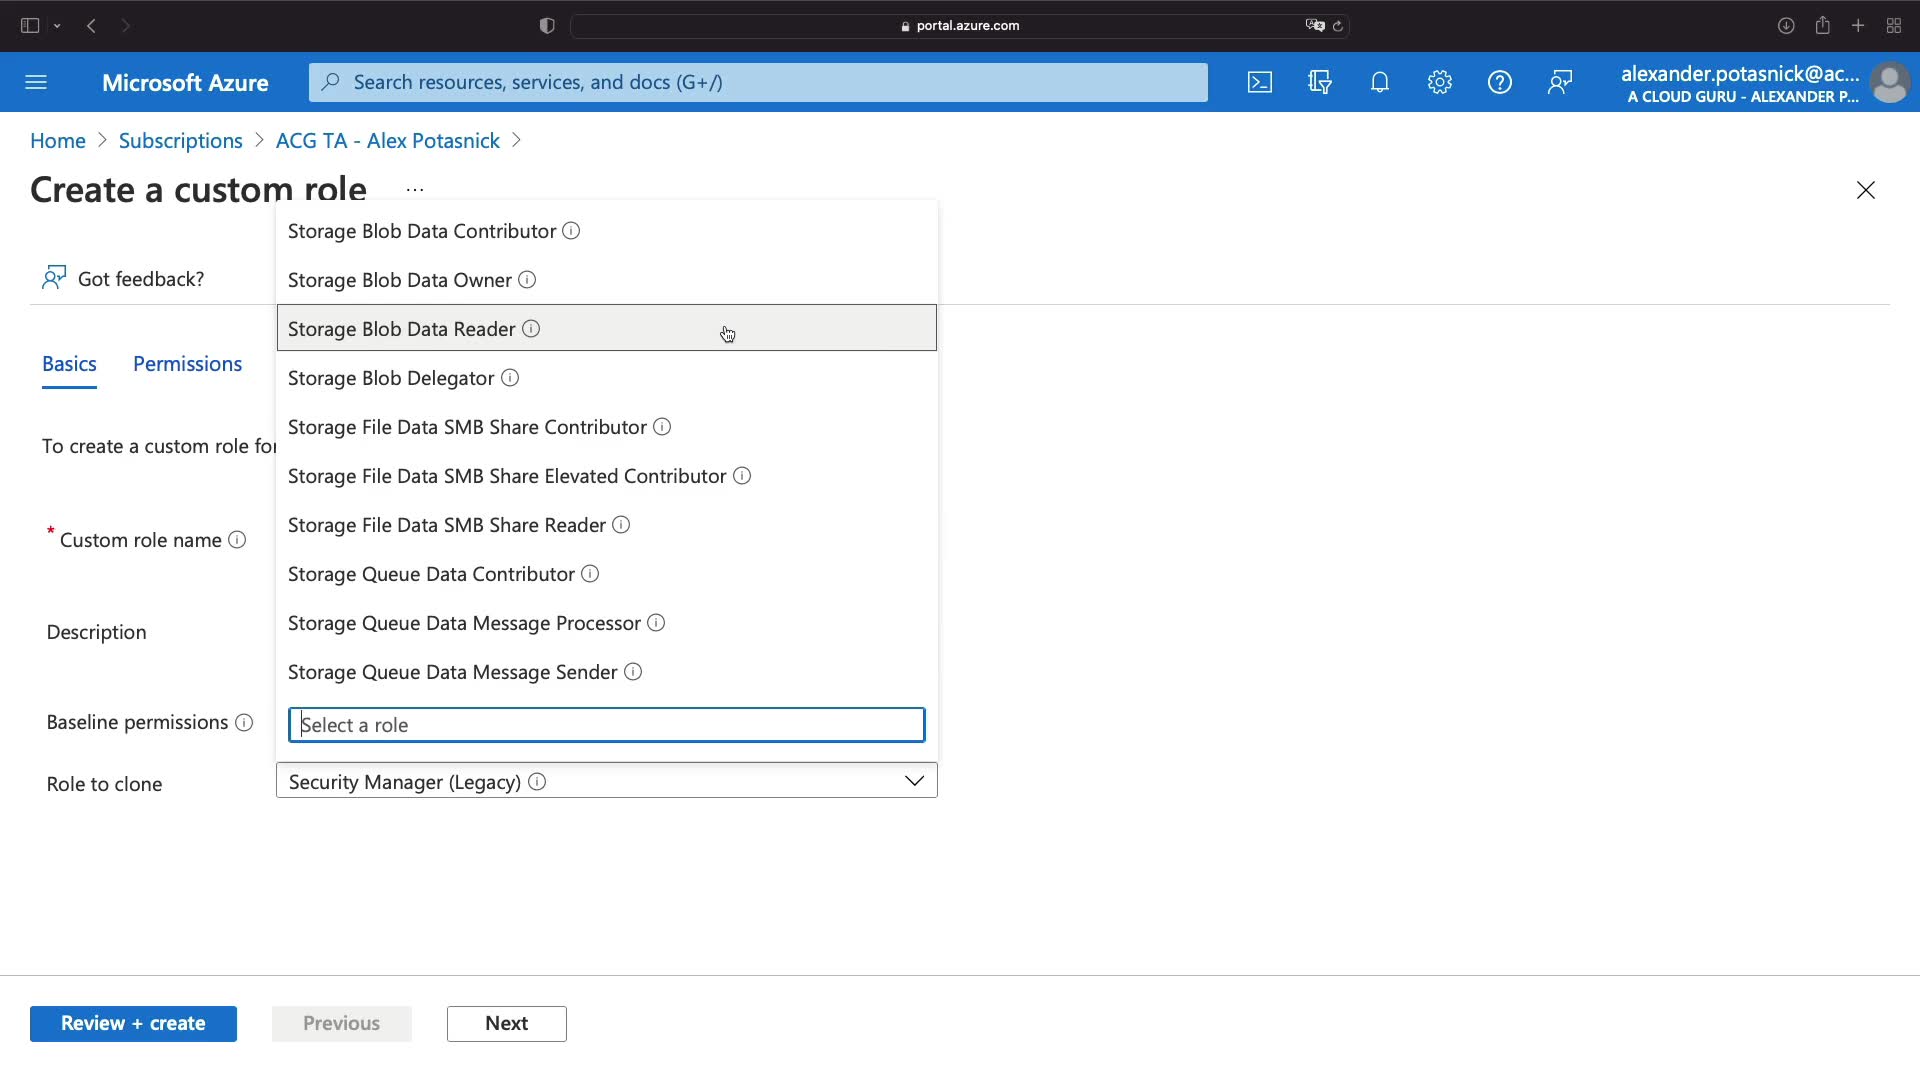 portal.azure.com
Microsoft Azure
Search resources, services, and docs (G+/)
alexander.potasnick@ac...
A CLOUD GURU - ALEXANDER P...
Home > Subscriptions > ACG TA - Alex Potasnick >
Create a custom role ...
Got feedback?
Basics Permissions
To create a custom role for
* Custom role name
Description
Baseline permissions
Role to clone
Storage Blob Data Contributor
Storage Blob Data Owner
Storage Blob Data Reader
Storage Blob Delegator
Storage File Data SMB Share Contributor
Storage File Data SMB Share Elevated Contributor
Storage File Data SMB Share Reader
Storage Queue Data Contributor
Storage Queue Data Message Processor
Storage Queue Data Message Sender
Select a role
Security Manager (Legacy)
Review + create
Previous
Next